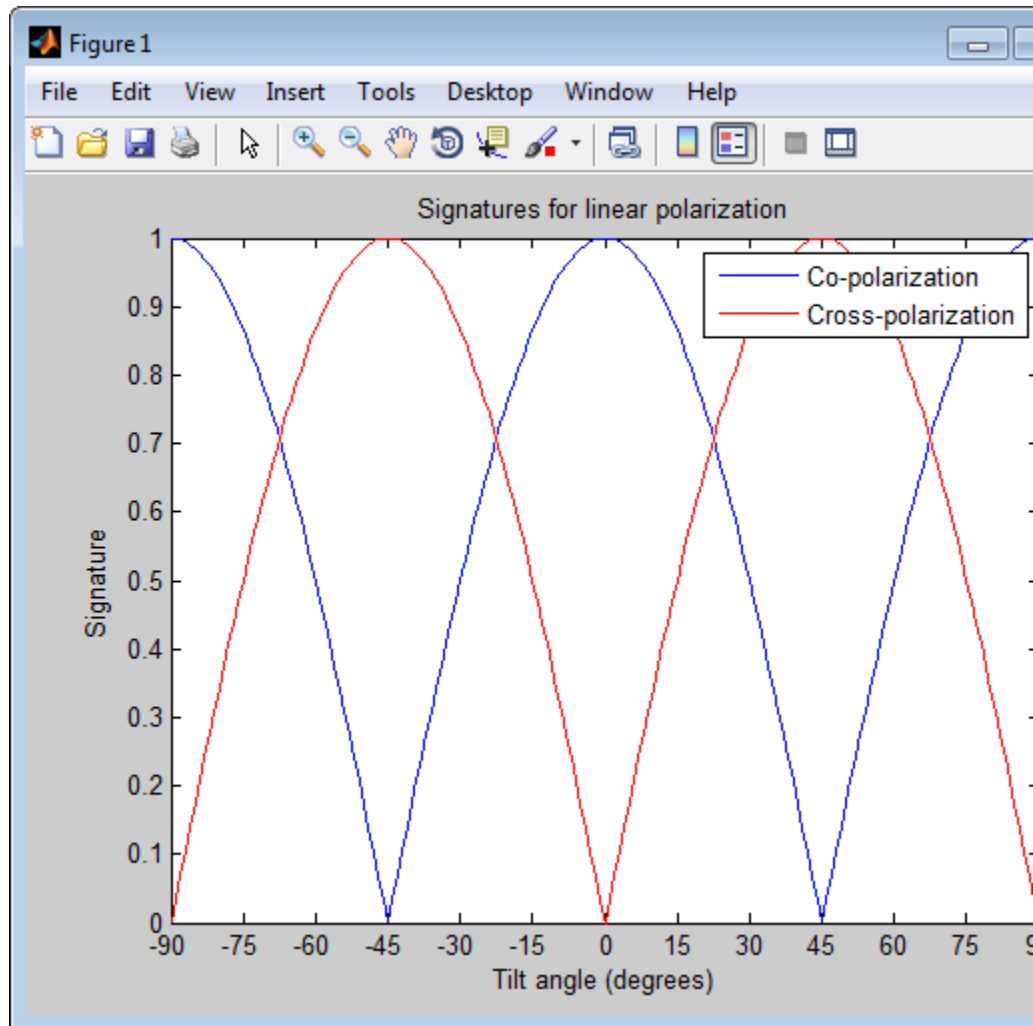 Figure 1
File Edit View Insert Tools Desktop Window Help
Signatures for linear polarization
Co-polarization
Cross-polarization
1
0.9
0.8
0.7
0.6
0.5
0.4
0.3
0.2
0.1
0
Signature
-90 -75 -60 -45 -30 -15 0 15 30 45 60 75 9
Tilt angle (degrees)